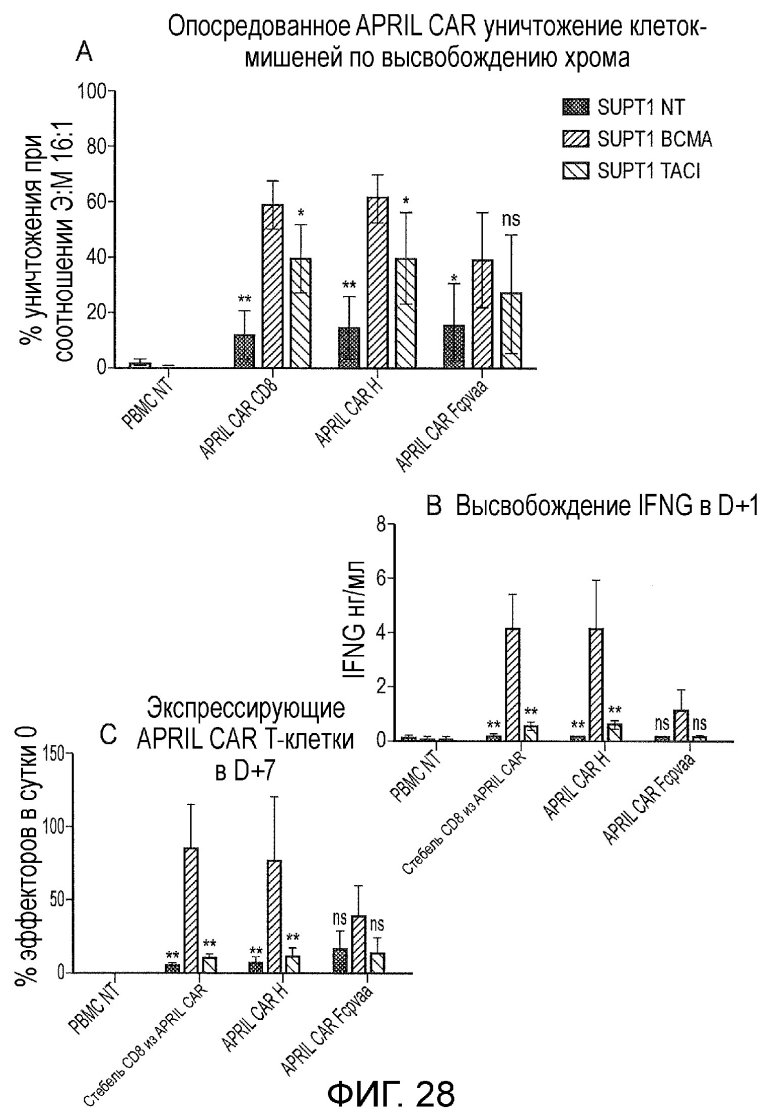 Опосредованное APRIL CAR уничтожение клеток-
мишеней по высвобождению хрома
A
% уничтожения при
соотношении Э:М 16:1
100
80
60
40
20
0
SUPT1 NT
SUPT1 BCMA
SUPT1 TACI
** * ** * * ns
PBMC NT
APRIL CAR CD8
APRIL CAR H
APRIL CAR Fcpvaa
B Высвобождение IFNG в D+1
IFNG нг/мл
8
6
4
2
0
** ** ** ** ns ns
PBMC NT
Стебель CD8 из APRIL CAR
APRIL CAR H
APRIL CAR Fcpvaa
C Экспрессирующие
APRIL CAR Т-клетки
в D+7
% эффекторов в сутки 0
150
100
50
0
** ** ** ** ns ns
PBMC NT
Стебель CD8 из APRIL CAR
APRIL CAR H
APRIL CAR Fcpvaa
ФИГ. 28